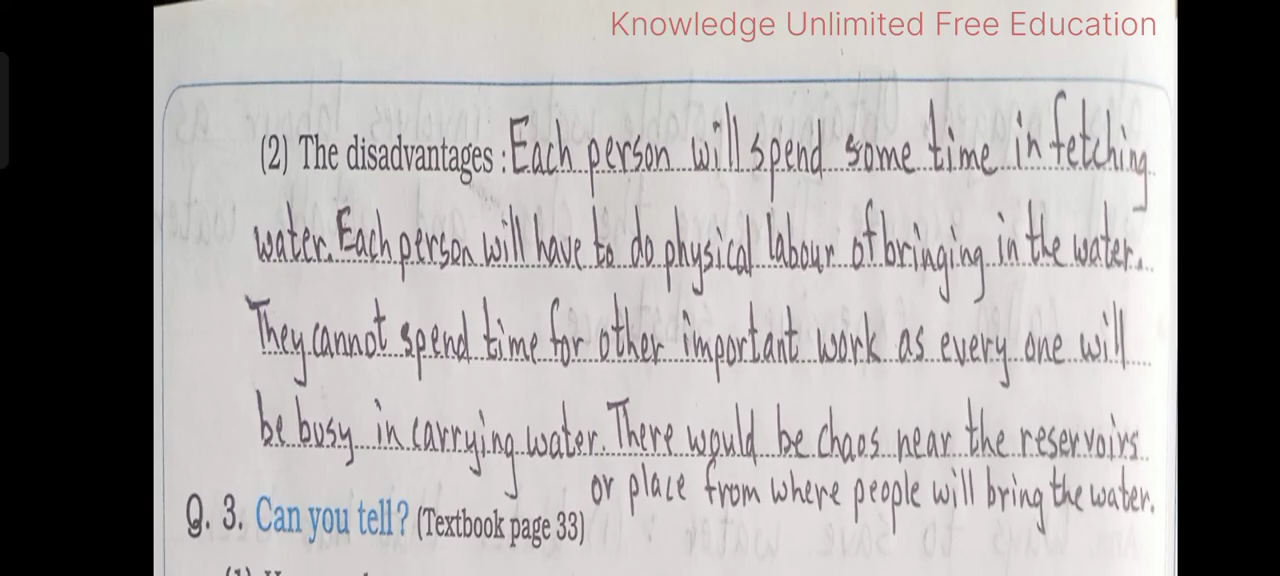 Knowledge Unlimited Free Education
(2) The disadvantages : Each person will spend some time in fetching
water. Each person will have to do physical labour of bringing in the water.
They cannot spend time for other important work as every one will
be busy in carrying water. There would be chaos near the reservoirs
or place from where people will bring the water.
Q. 3. Can you tell? (Textbook page 33)